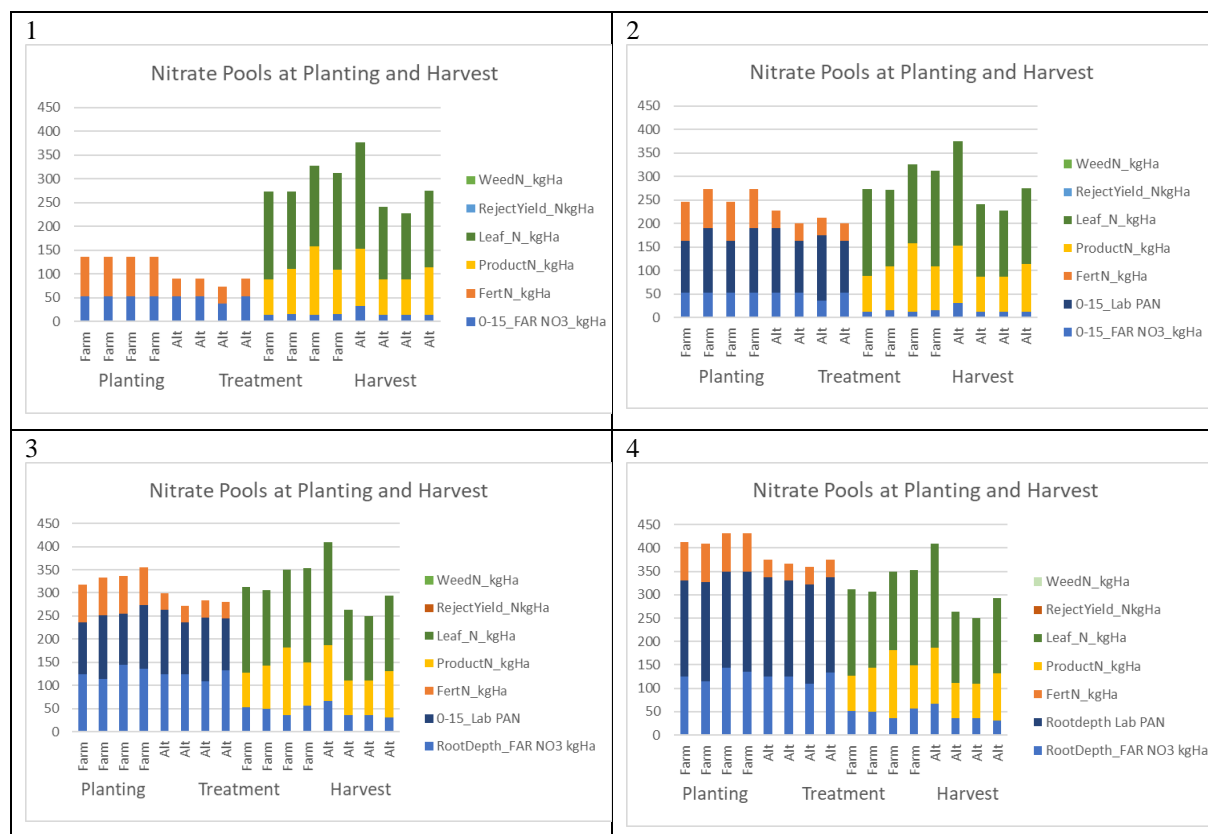 1
Nitrate Pools at Planting and Harvest
450
400
350
300
250
200
150
100
50
0
Farm
Farm
Farm
Farm
Alt
Alt
Alt
Alt
Farm
Farm
Farm
Farm
Alt
Alt
Alt
Alt
Planting Treatment Harvest
WeedN_kgHa
RejectYield_NkgHa
Leaf_N_kgHa
ProductN_kgHa
FertN_kgHa
0-15_FAR NO3_kgHa
2
Nitrate Pools at Planting and Harvest
450
400
350
300
250
200
150
100
50
0
Farm
Farm
Farm
Farm
Alt
Alt
Alt
Alt
Farm
Farm
Farm
Farm
Alt
Alt
Alt
Alt
Planting Treatment Harvest
WeedN_kgHa
RejectYield_NkgHa
Leaf_N_kgHa
ProductN_kgHa
FertN_kgHa
0-15_Lab PAN
0-15_FAR NO3_kgHa
3
Nitrate Pools at Planting and Harvest
450
400
350
300
250
200
150
100
50
0
Farm
Farm
Farm
Farm
Alt
Alt
Alt
Alt
Farm
Farm
Farm
Farm
Alt
Alt
Alt
Alt
Planting Treatment Harvest
WeedN_kgHa
RejectYield_NkgHa
Leaf_N_kgHa
ProductN_kgHa
FertN_kgHa
0-15_Lab PAN
RootDepth_FAR NO3 kgHa
4
Nitrate Pools at Planting and Harvest
450
400
350
300
250
200
150
100
50
0
Farm
Farm
Farm
Farm
Alt
Alt
Alt
Alt
Farm
Farm
Farm
Farm
Alt
Alt
Alt
Alt
Planting Treatment Harvest
WeedN_kgHa
RejectYield_NkgHa
Leaf_N_kgHa
ProductN_kgHa
FertN_kgHa
Rootdepth Lab PAN
RootDepth_FAR NO3 kgHa